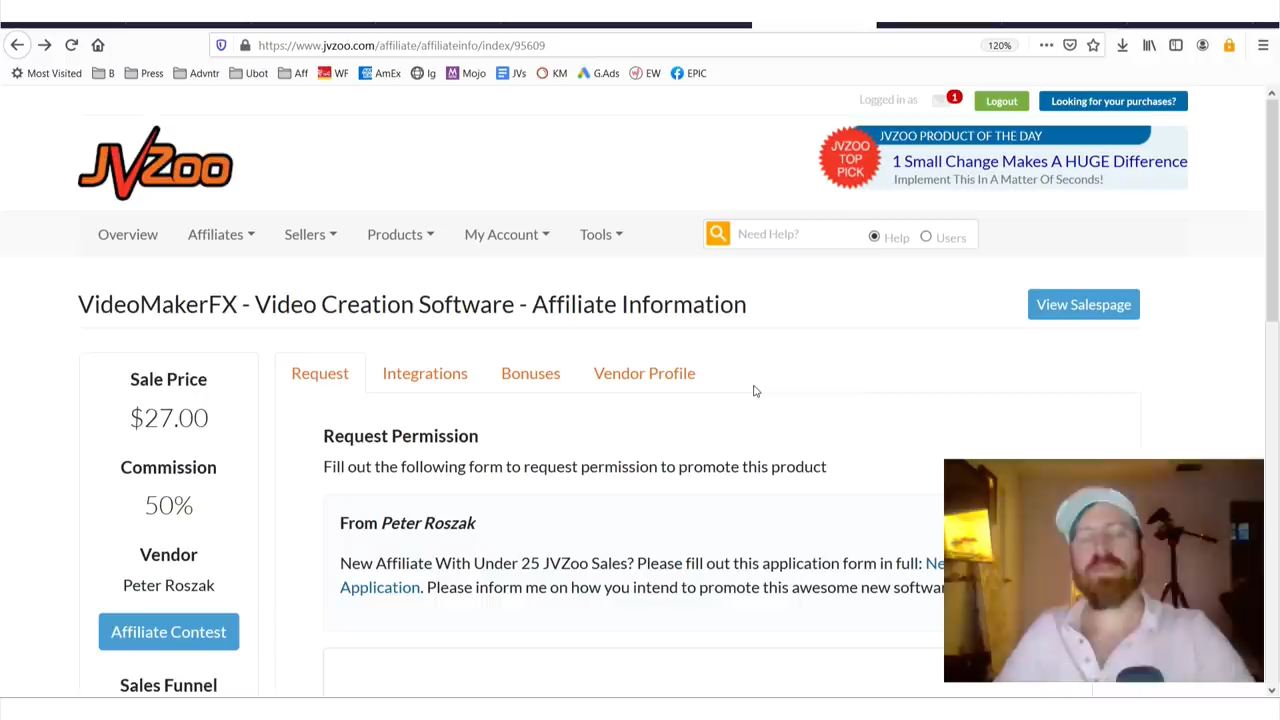 https://www.jvzoo.com/affiliate/affiliateinfo/index/95609
120%
Most Visited B Press Advntr Ubot Aff WF AmEx Ig Mojo JVs KM G.Ads EW EPIC
Logged in as 1 Logout Looking for your purchases?
JVZoo
JVZOO TOP PICK
JVZOO PRODUCT OF THE DAY
1 Small Change Makes A HUGE Difference
Implement This In A Matter Of Seconds!
Overview Affiliates Sellers Products My Account Tools Need Help? Help Users
VideoMakerFX - Video Creation Software - Affiliate Information View Salespage
Sale Price
$27.00
Commission
50%
Vendor
Peter Roszak
Affiliate Contest
Sales Funnel
Request Integrations Bonuses Vendor Profile
Request Permission
Fill out the following form to request permission to promote this product
From Peter Roszak
New Affiliate With Under 25 JVZoo Sales? Please fill out this application form in full: Ne
Application. Please inform me on how you intend to promote this awesome new softwar